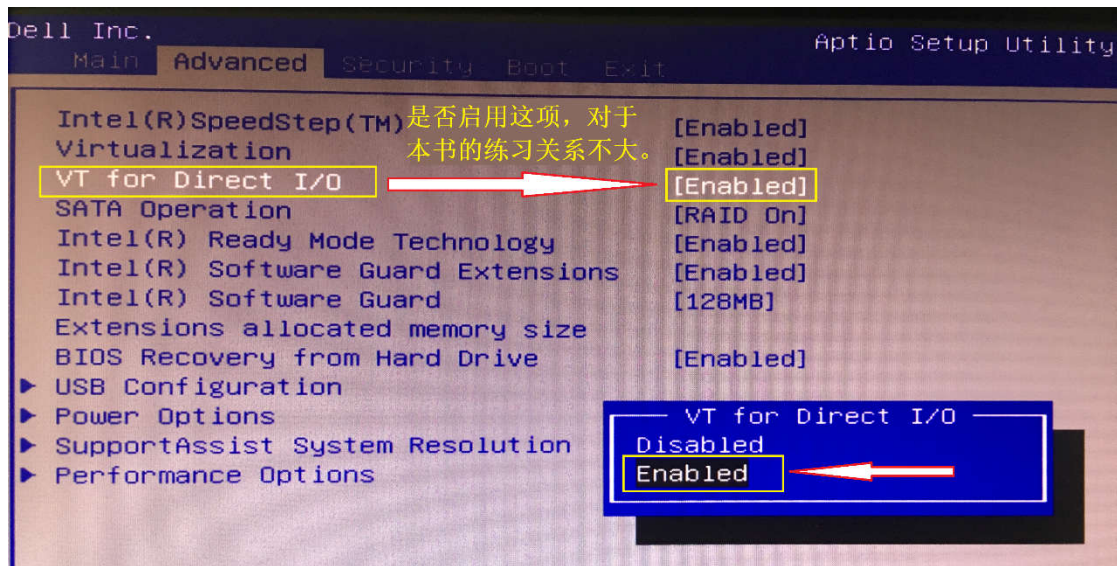 Dell Inc.
Aptio Setup Utility
Main Advanced Security Boot Exit
Intel(R)SpeedStep(TM) [Enabled]
是否启用这项，对于
本书的练习关系不大。
Virtualization [Enabled]
VT for Direct I/O [Enabled]
SATA Operation [RAID On]
Intel(R) Ready Mode Technology [Enabled]
Intel(R) Software Guard Extensions [Enabled]
Intel(R) Software Guard [128MB]
Extensions allocated memory size
BIOS Recovery from Hard Drive [Enabled]
USB Configuration
Power Options
SupportAssist System Resolution
Performance Options
VT for Direct I/O
Disabled
Enabled